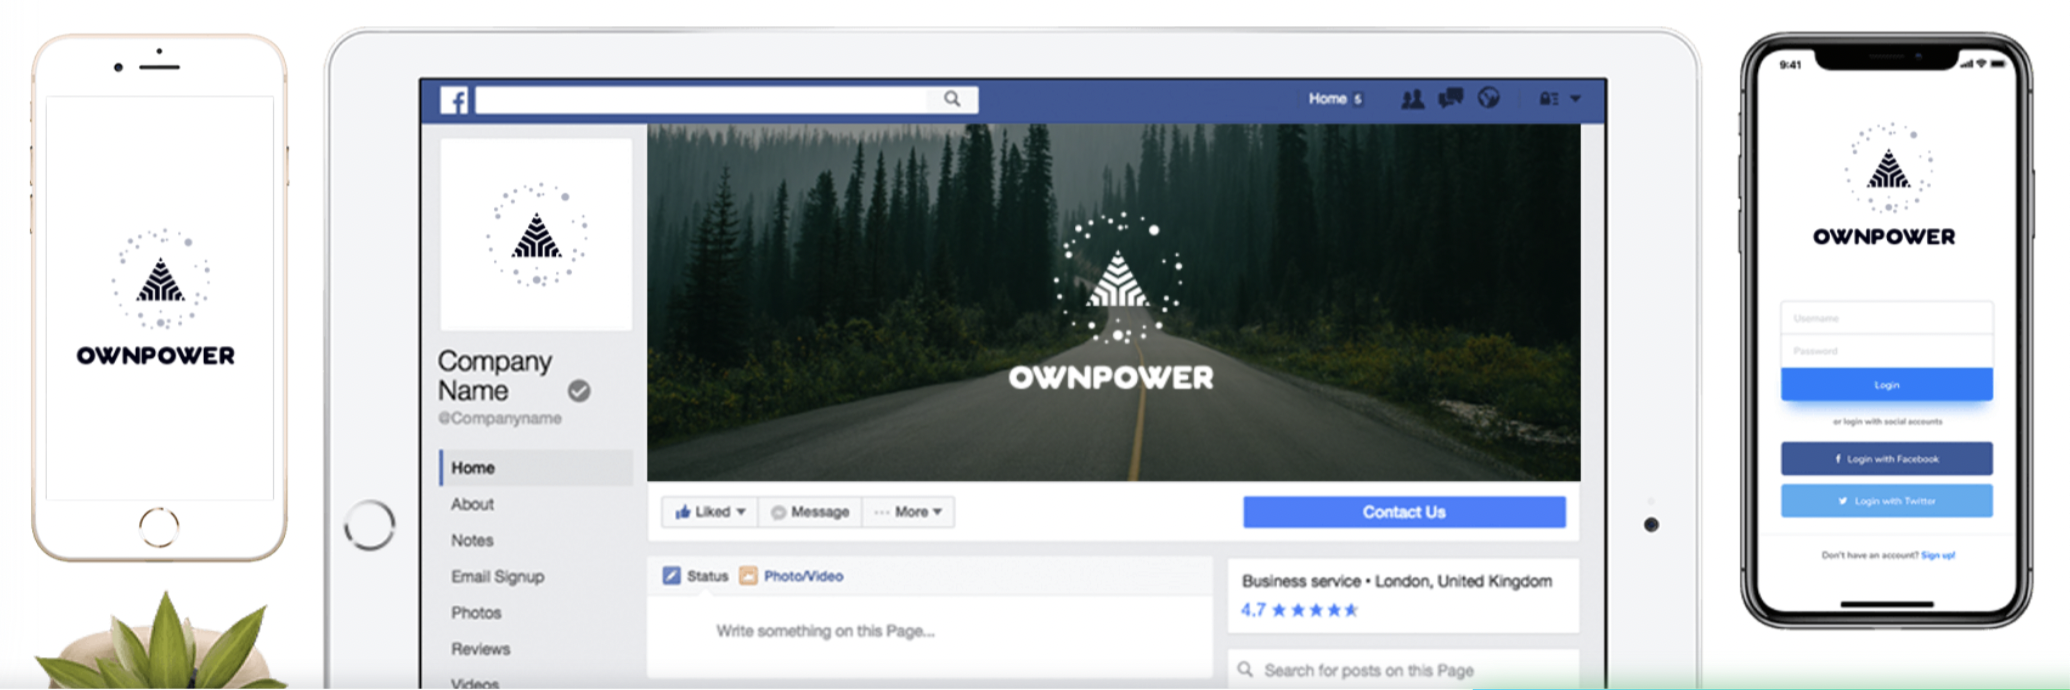 OWNPOWER
Home 5
Company
Name
@Companyname
Home
About
Notes
Email Signup
Photos
Reviews
Videos
OWNPOWER
Liked
Message
More
Contact Us
Status
Photo/Video
Write something on this Page...
Business service • London, United Kingdom
4.7
Search for posts on this Page
9:41
OWNPOWER
Username
Password
Login
or login with social accounts
Login with Facebook
Login with Twitter
Don't have an account? Sign up!